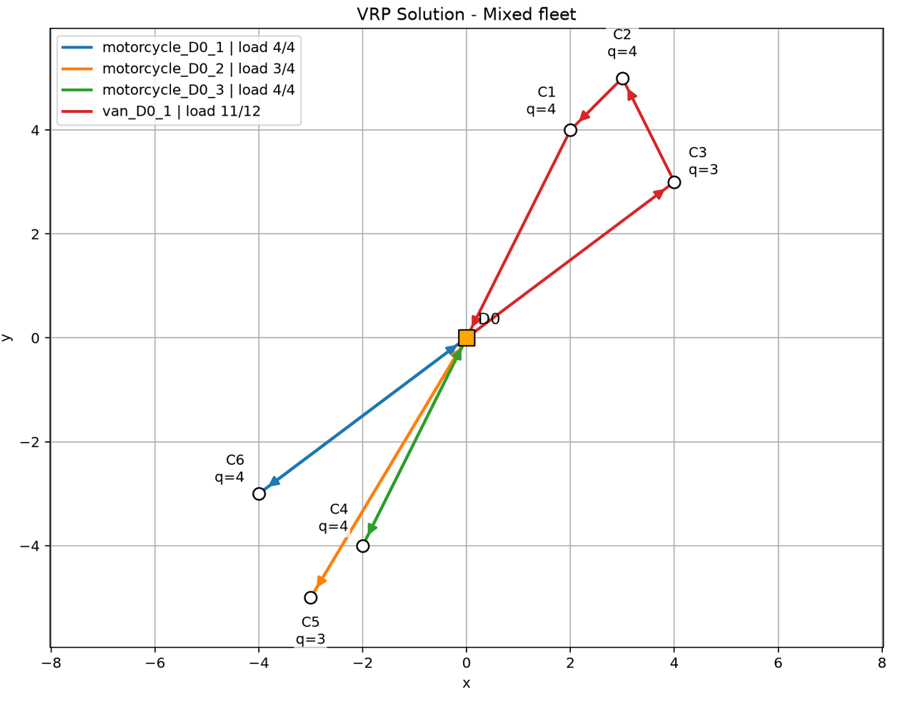 VRP Solution - Mixed fleet
motorcycle_D0_1 | load 4/4
motorcycle_D0_2 | load 3/4
motorcycle_D0_3 | load 4/4
van_D0_1 | load 11/12
C2
q=4
C1
q=4
C3
q=3
D0
C6
q=4
C4
q=4
C5
q=3
4
2
0
−2
−4
y
−8
−6
−4
−2
0
2
4
6
8
x